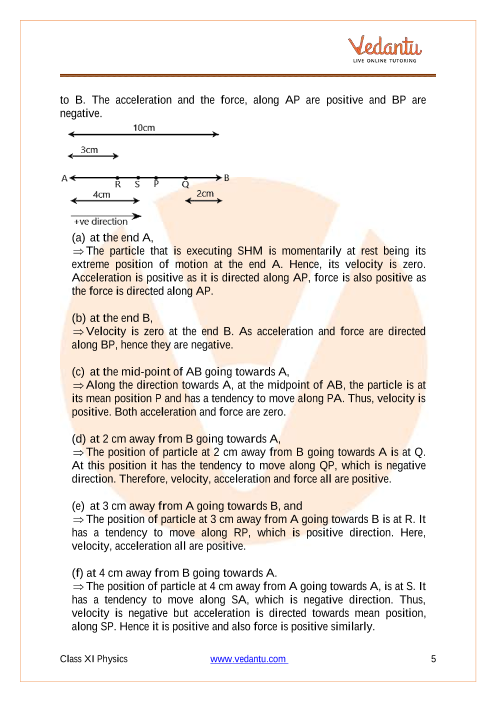 Vedantu
LIVE ONLINE TUTORING
to B. The acceleration and the force, along AP are positive and BP are
negative.
10cm
3cm
A R S P Q B
4cm 2cm
+ve direction
(a) at the end A,
⇒ The particle that is executing SHM is momentarily at rest being its
extreme position of motion at the end A. Hence, its velocity is zero.
Acceleration is positive as it is directed along AP, force is also positive as
the force is directed along AP.
(b) at the end B,
⇒ Velocity is zero at the end B. As acceleration and force are directed
along BP, hence they are negative.
(c) at the mid-point of AB going towards A,
⇒ Along the direction towards A, at the midpoint of AB, the particle is at
its mean position P and has a tendency to move along PA. Thus, velocity is
positive. Both acceleration and force are zero.
(d) at 2 cm away from B going towards A,
⇒ The position of particle at 2 cm away from B going towards A is at Q.
At this position it has the tendency to move along QP, which is negative
direction. Therefore, velocity, acceleration and force all are positive.
(e) at 3 cm away from A going towards B, and
⇒ The position of particle at 3 cm away from A going towards B is at R. It
has a tendency to move along RP, which is positive direction. Here,
velocity, acceleration all are positive.
(f) at 4 cm away from B going towards A.
⇒ The position of particle at 4 cm away from A going towards A, is at S. It
has a tendency to move along SA, which is negative direction. Thus,
velocity is negative but acceleration is directed towards mean position,
along SP. Hence it is positive and also force is positive similarly.
Class XI Physics www.vedantu.com 5